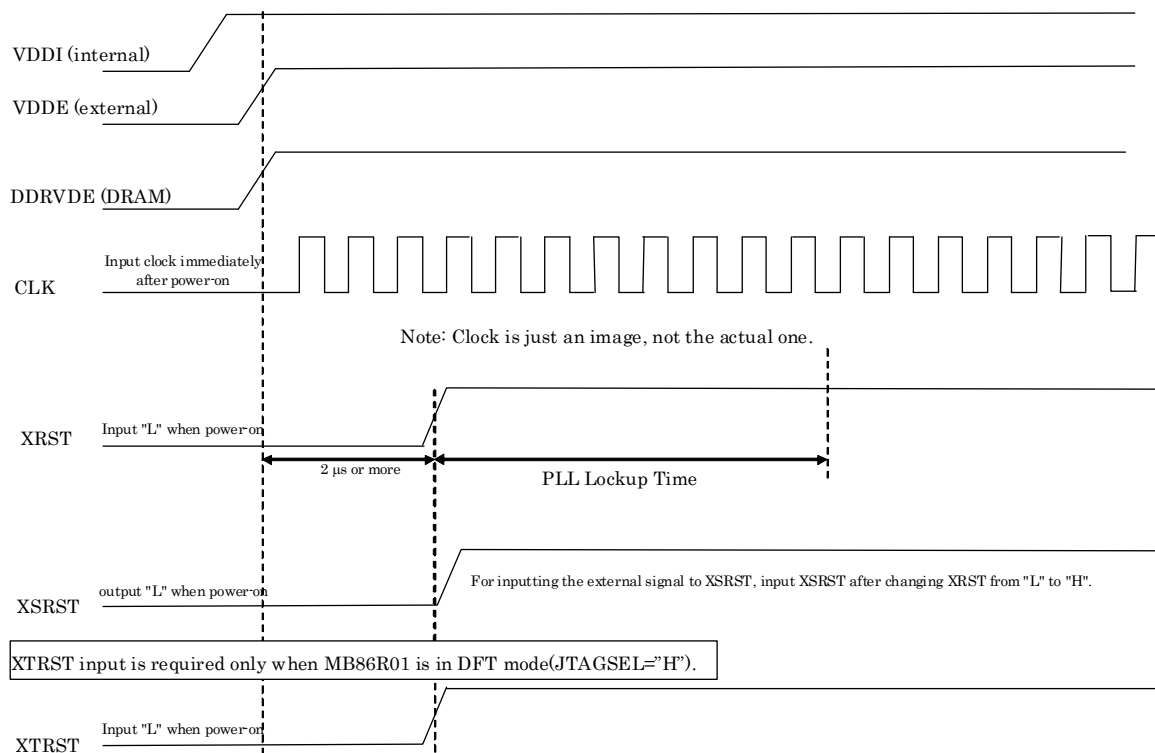 VDDI (internal)
VDDE (external)
DDRVDE (DRAM)
Input clock immediately
after power-on
CLK
Note: Clock is just an image, not the actual one.
Input "L" when power-on
XRST
2 μs or more
PLL Lockup Time
output "L" when power-on
For inputting the external signal to XSRST, input XSRST after changing XRST from "L" to "H".
XSRST
XTRST input is required only when MB86R01 is in DFT mode(JTAGSEL=”H”).
Input "L" when power-on
XTRST